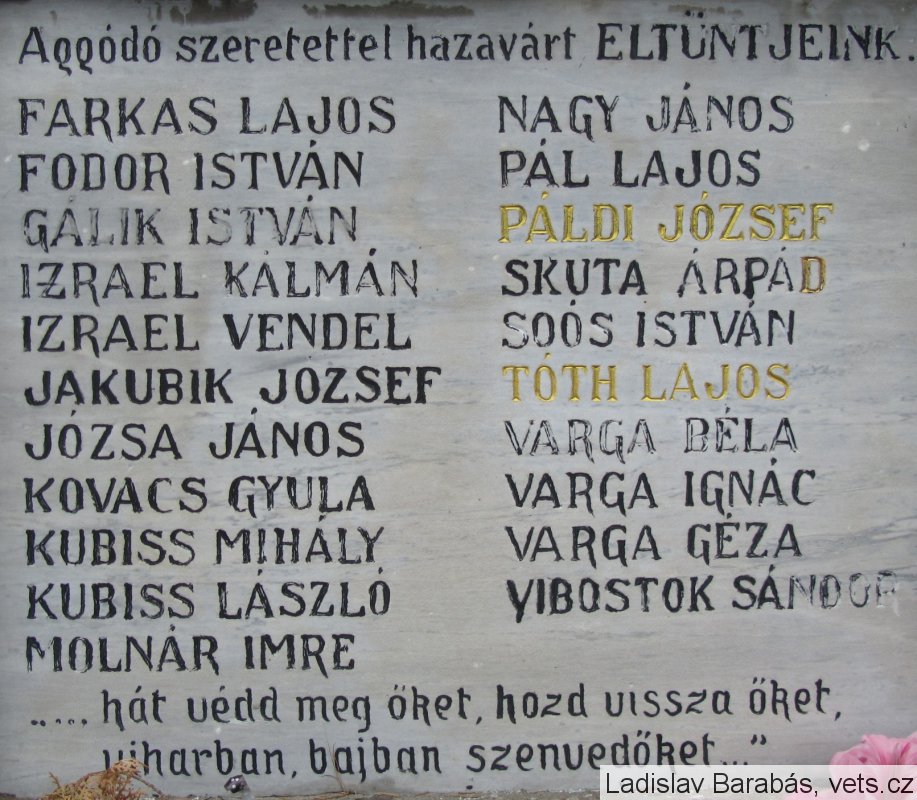 Aggódó szeretettel hazavárt ELTÜNTJEINK.
FARKAS LAJOS
FODOR ISTVÁN
GÁLIK ISTVÁN
IZRAEL KÁLMÁN
IZRAEL VENDEL
JAKUBIK JÓZSEF
JÓZSA JÁNOS
KOVÁCS GYULA
KUBISS MIHÁLY
KUBISS LÁSZLÓ
MOLNÁR IMRE
NAGY JÁNOS
PÁL LAJOS
PÁLDI JÓZSEF
SKUTA ÁRPÁD
SOÓS ISTVÁN
TÓTH LAJOS
VARGA BÉLA
VARGA IGNÁC
VARGA GÉZA
VIBOSTOK SÁNDOR
..... hát védd meg őket, hozd vissza őket,
viharban, bajban szenvedőket..."
Ladislav Barabás, vets.cz